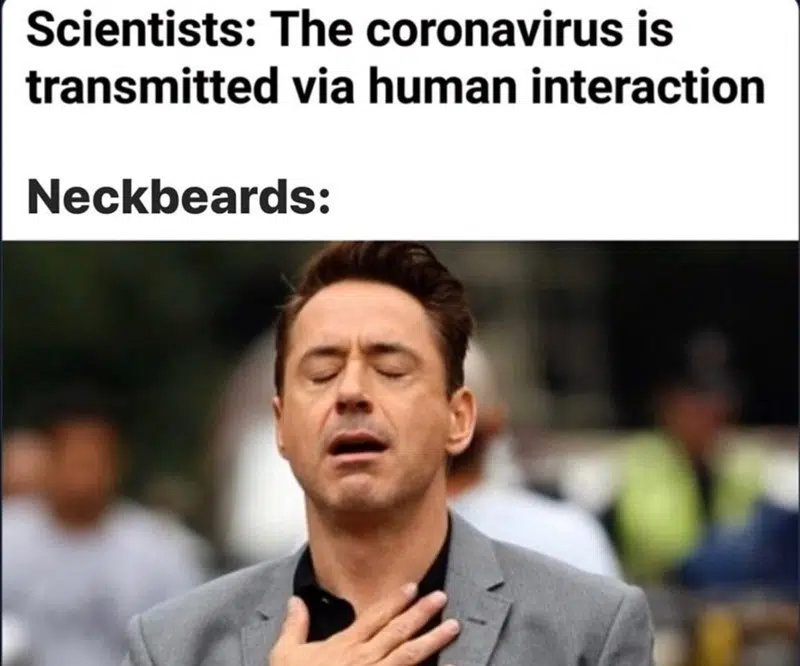 Scientists: The coronavirus is
transmitted via human interaction
Neckbeards: